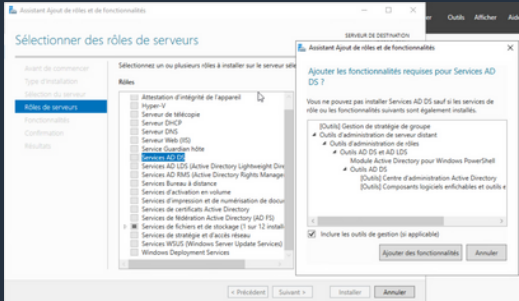 Outils Afficher Aide
Assistant Ajout de rôles et de fonctionnalités
Sélectionner des rôles de serveurs
SERVEUR DE DESTINATION
Avant de commencer
Type d'installation
Sélection du serveur
Rôles de serveurs
Fonctionnalités
Confirmation
Résultats
Sélectionnez un ou plusieurs rôles à installer sur le serveur séle
Rôles
Attestation d'intégrité de l'appareil
Hyper-V
Serveur de télécopie
Serveur DHCP
Serveur DNS
Serveur Web (IIS)
Service Guardian hôte
Services AD DS
Services AD LDS (Active Directory Lightweight Dire
Services AD RMS (Active Directory Rights Manage
Services Bureau à distance
Services d'activation en volume
Services d'impression et de numérisation de docu
Services de certificats Active Directory
Services de fédération Active Directory (AD FS)
Services de fichiers et de stockage (1 sur 12 install
Services de stratégie et d'accès réseau
Services WSUS (Windows Server Update Services)
Windows Deployment Services
< Précédent
Suivant >
Installer
Annuler
Assistant Ajout de rôles et de fonctionnalités
Ajouter les fonctionnalités requises pour Services AD
DS ?
Vous ne pouvez pas installer Services AD DS sauf si les services de
rôle ou les fonctionnalités suivants sont également installés.
[Outils] Gestion de stratégie de groupe
Outils d'administration de serveur distant
Outils d'administration de rôles
Outils AD DS et AD LDS
Module Active Directory pour Windows PowerShell
Outils AD DS
[Outils] Centre d'administration Active Directory
[Outils] Composants logiciels enfichables et outils e
Inclure les outils de gestion (si applicable)
Ajouter des fonctionnalités
Annuler